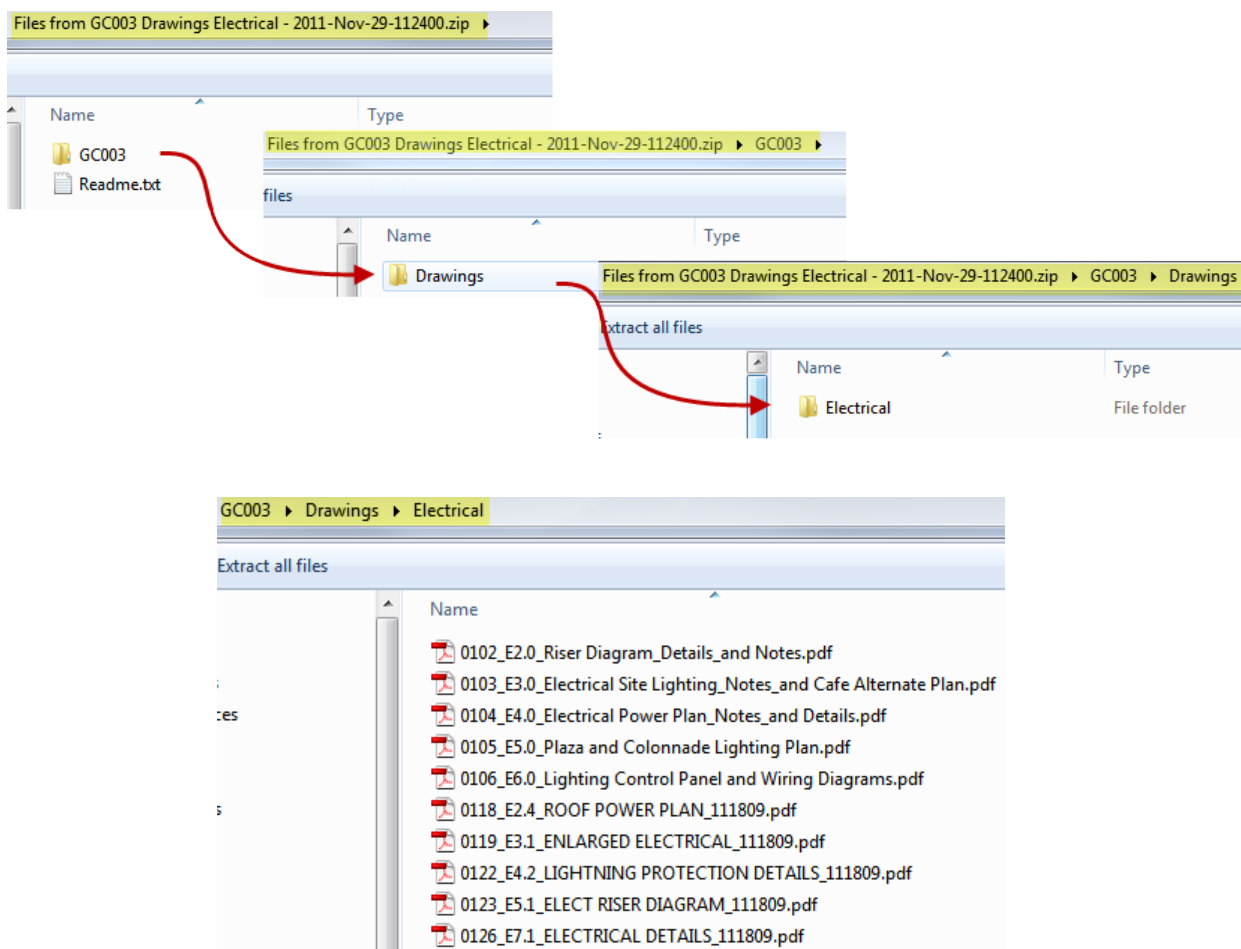 Files from GC003 Drawings Electrical - 2011-Nov-29-112400.zip
Name Type
GC003
Readme.txt
Files from GC003 Drawings Electrical - 2011-Nov-29-112400.zip GC003
files
Name Type
Drawings
Files from GC003 Drawings Electrical - 2011-Nov-29-112400.zip GC003 Drawings
Extract all files
Name Type
Electrical File folder
GC003 Drawings Electrical
Extract all files
Name
0102_E2.0_Riser Diagram_Details_and Notes.pdf
0103_E3.0_Electrical Site Lighting_Notes_and Cafe Alternate Plan.pdf
0104_E4.0_Electrical Power Plan_Notes_and Details.pdf
0105_E5.0_Plaza and Colonnade Lighting Plan.pdf
0106_E6.0_Lighting Control Panel and Wiring Diagrams.pdf
0118_E2.4_ROOF POWER PLAN_111809.pdf
0119_E3.1_ENLARGED ELECTRICAL_111809.pdf
0122_E4.2_LIGHTNING PROTECTION DETAILS_111809.pdf
0123_E5.1_ELECT RISER DIAGRAM_111809.pdf
0126_E7.1_ELECTRICAL DETAILS_111809.pdf